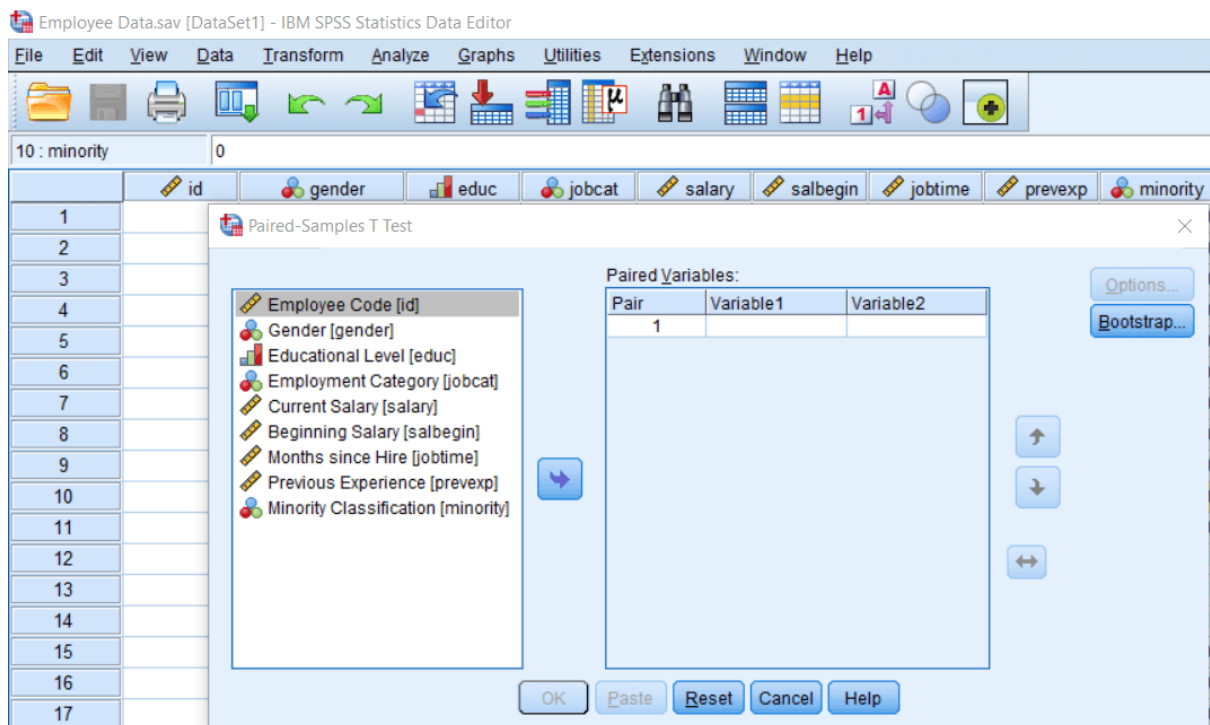 Employee Data.sav [DataSet1] - IBM SPSS Statistics Data Editor
File Edit View Data Transform Analyze Graphs Utilities Extensions Window Help
μ A 1
10 : minority 0
id gender educ jobcat salary salbegin jobtime prevexp minority
1
Paired-Samples T Test
2
3
4
5
6
7
8
9
10
11
12
13
14
15
16
17
Employee Code [id]
Gender [gender]
Educational Level [educ]
Employment Category [jobcat]
Current Salary [salary]
Beginning Salary [salbegin]
Months since Hire [jobtime]
Previous Experience [prevexp]
Minority Classification [minority]
Paired Variables:
Pair Variable1 Variable2
1
Options...
Bootstrap...
OK Paste Reset Cancel Help